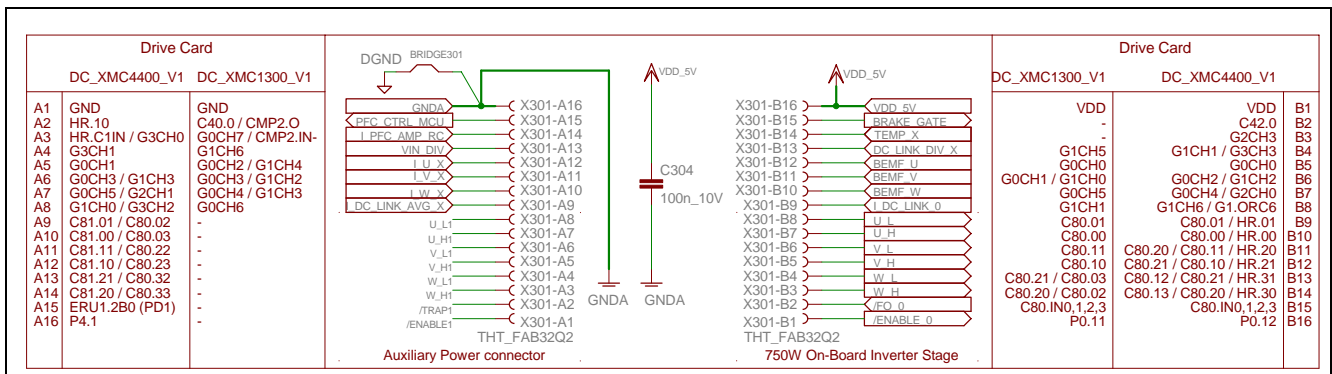 Drive Card
DC_XMC4400_V1 DC_XMC1300_V1
A1 GND GND
A2 HR.10 C40.0 / CMP2.O
A3 HR.C1IN / G3CH0 G0CH7 / CMP2.IN-
A4 G3CH1 G1CH6
A5 G0CH1 G0CH2 / G1CH4
A6 G0CH3 / G1CH3 G0CH3 / G1CH2
A7 G0CH5 / G2CH1 G0CH4 / G1CH3
A8 G1CH0 / G3CH2 G0CH6
A9 C81.01 / C80.02 -
A10 C81.00 / C80.03 -
A11 C81.11 / C80.22 -
A12 C81.10 / C80.23 -
A13 C81.21 / C80.32 -
A14 C81.20 / C80.33 -
A15 ERU1.2B0 (PD1) -
A16 P4.1 -
DGND BRIDGE301
GNDA X301-A16
PFC_CTRL_MCU X301-A15
I_PFC_AMP_RC X301-A14
VIN_DIV X301-A13
I_U_X X301-A12
I_V_X X301-A11
I_W_X X301-A10
I_DC_LINK_AVG_X X301-A9
U_L1 X301-A8
U_H1 X301-A7
V_L1 X301-A6
V_H1 X301-A5
W_L1 X301-A4
W_H1 X301-A3
/TRAP1 X301-A2
/ENABLE1 X301-A1
THT_FAB32Q2
Auxiliary Power connector
GNDA
VDD_5V
C304
100n_10V
GNDA
VDD_5V
X301-B16 VDD_5V
X301-B15 BRAKE_GATE
X301-B14 TEMP_X
X301-B13 DC_LINK_DIV_X
X301-B12 BEMF_U
X301-B11 BEMF_V
X301-B10 BEMF_W
X301-B9 I_DC_LINK_0
X301-B8 U_L
X301-B7 U_H
X301-B6 V_L
X301-B5 V_H
X301-B4 W_L
X301-B3 W_H
X301-B2 /FO_0
X301-B1 /ENABLE_0
THT_FAB32Q2
750W On-Board Inverter Stage
Drive Card
DC_XMC1300_V1 DC_XMC4400_V1
VDD VDD B1
- C42.0 B2
- G2CH3 B3
G1CH5 G1CH1 / G3CH3 B4
G0CH0 G0CH0 B5
G0CH1 / G1CH0 G0CH2 / G1CH2 B6
G0CH5 G0CH4 / G2CH0 B7
G1CH1 G1CH6 / G1.ORC6 B8
C80.01 C80.01 / HR.01 B9
C80.00 C80.00 / HR.00 B10
C80.11 C80.20 / C80.11 / HR.20 B11
C80.10 C80.21 / C80.10 / HR.21 B12
C80.21 / C80.03 C80.12 / C80.21 / HR.31 B13
C80.20 / C80.02 C80.13 / C80.20 / HR.30 B14
C80.IN0,1,2,3 C80.IN0,1,2,3 B15
P0.11 P0.12 B16